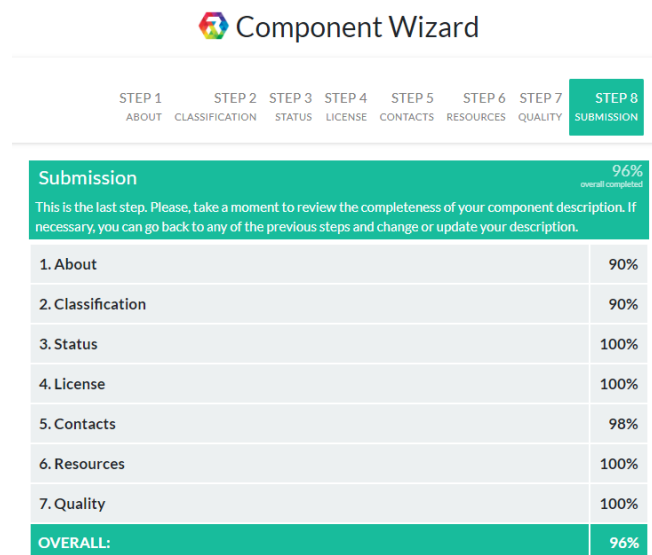 Component Wizard
STEP 1 STEP 2 STEP 3 STEP 4 STEP 5 STEP 6 STEP 7 STEP 8
ABOUT CLASSIFICATION STATUS LICENSE CONTACTS RESOURCES QUALITY SUBMISSION
Submission 96%
overall completed
This is the last step. Please, take a moment to review the completeness of your component description. If
necessary, you can go back to any of the previous steps and change or update your description.
1. About 90%
2. Classification 90%
3. Status 100%
4. License 100%
5. Contacts 98%
6. Resources 100%
7. Quality 100%
OVERALL: 96%